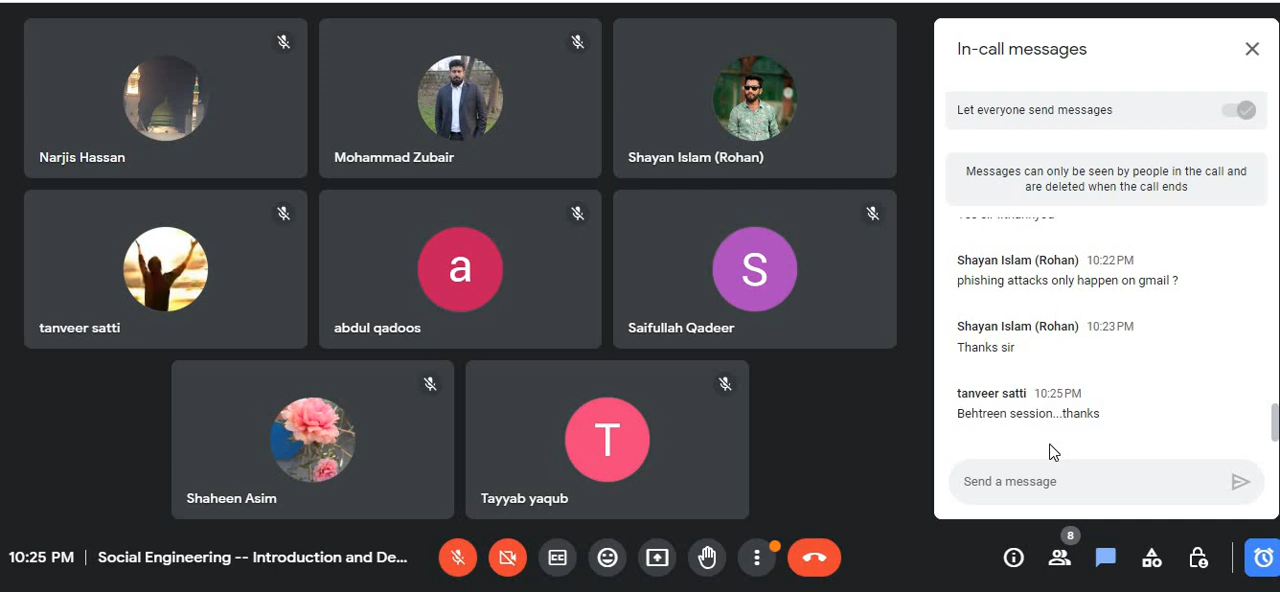 Narjis Hassan
Mohammad Zubair
Shayan Islam (Rohan)
tanveer satti
a
abdul qadoos
S
Saifullah Qadeer
Shaheen Asim
T
Tayyab yaqub
In-call messages
Let everyone send messages
Messages can only be seen by people in the call and
are deleted when the call ends
Shayan Islam (Rohan) 10:22 PM
phishing attacks only happen on gmail ?
Shayan Islam (Rohan) 10:23 PM
Thanks sir
tanveer satti 10:25 PM
Behtreen session...thanks
Send a message
10:25 PM | Social Engineering -- Introduction and De...
CC
8